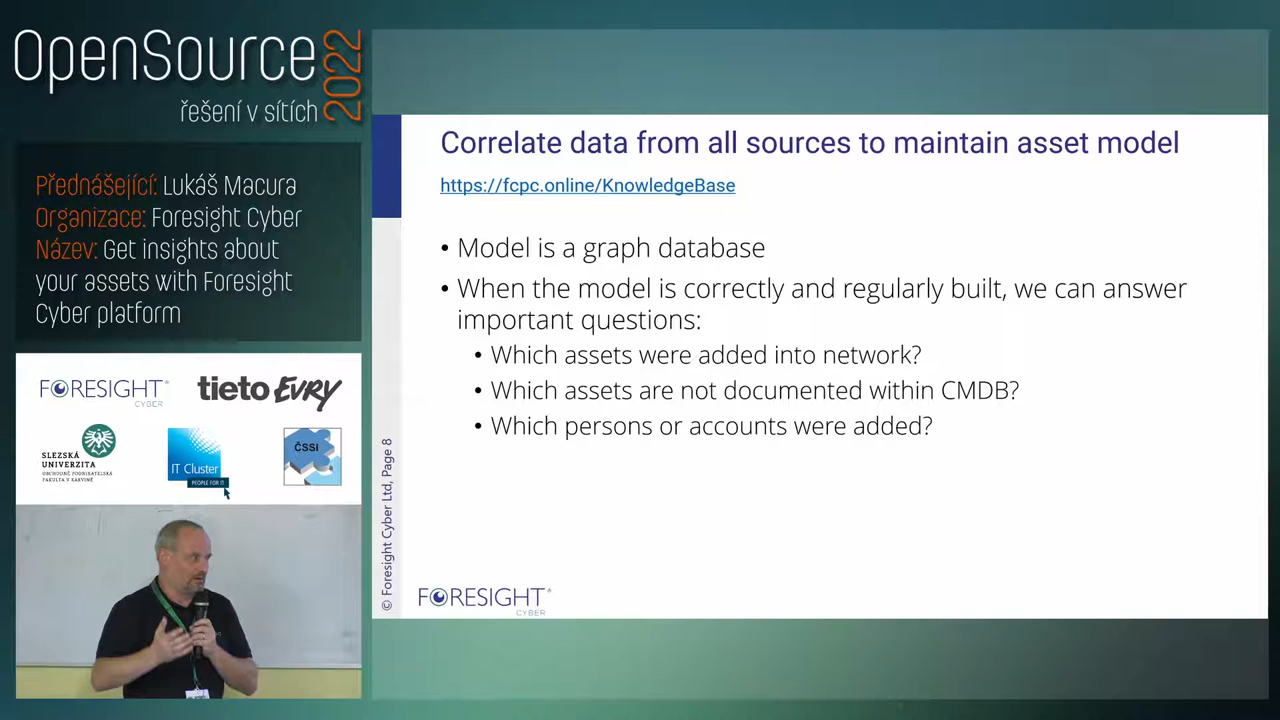 OpenSource
2022
řešení v sítích
Přednášející: Lukáš Macura
Organizace: Foresight Cyber
Název: Get insights about
your assets with Foresight
Cyber platform
FORESIGHT®
CYBER
tieto EVRY
SLEZSKÁ
UNIVERZITA
OBCHODNĚ PODNIKATELSKÁ
FAKULTA V KARVINÉ
IT Cluster
PEOPLE FOR IT
ČSSI
Correlate data from all sources to maintain asset model
https://fcpc.online/KnowledgeBase
• Model is a graph database
• When the model is correctly and regularly built, we can answer
important questions:
• Which assets were added into network?
• Which assets are not documented within CMDB?
• Which persons or accounts were added?
© Foresight Cyber Ltd, Page 8
FORESIGHT®
CYBER